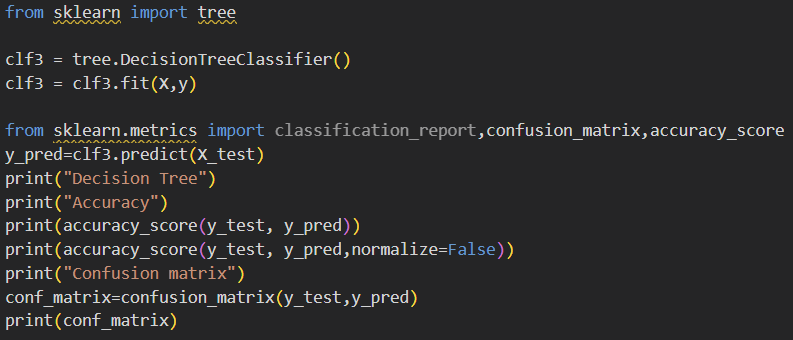 from sklearn import tree
clf3 = tree.DecisionTreeClassifier()
clf3 = clf3.fit(X,y)
from sklearn.metrics import classification_report,confusion_matrix,accuracy_score
y_pred=clf3.predict(X_test)
print("Decision Tree")
print("Accuracy")
print(accuracy_score(y_test, y_pred))
print(accuracy_score(y_test, y_pred,normalize=False))
print("Confusion matrix")
conf_matrix=confusion_matrix(y_test,y_pred)
print(conf_matrix)